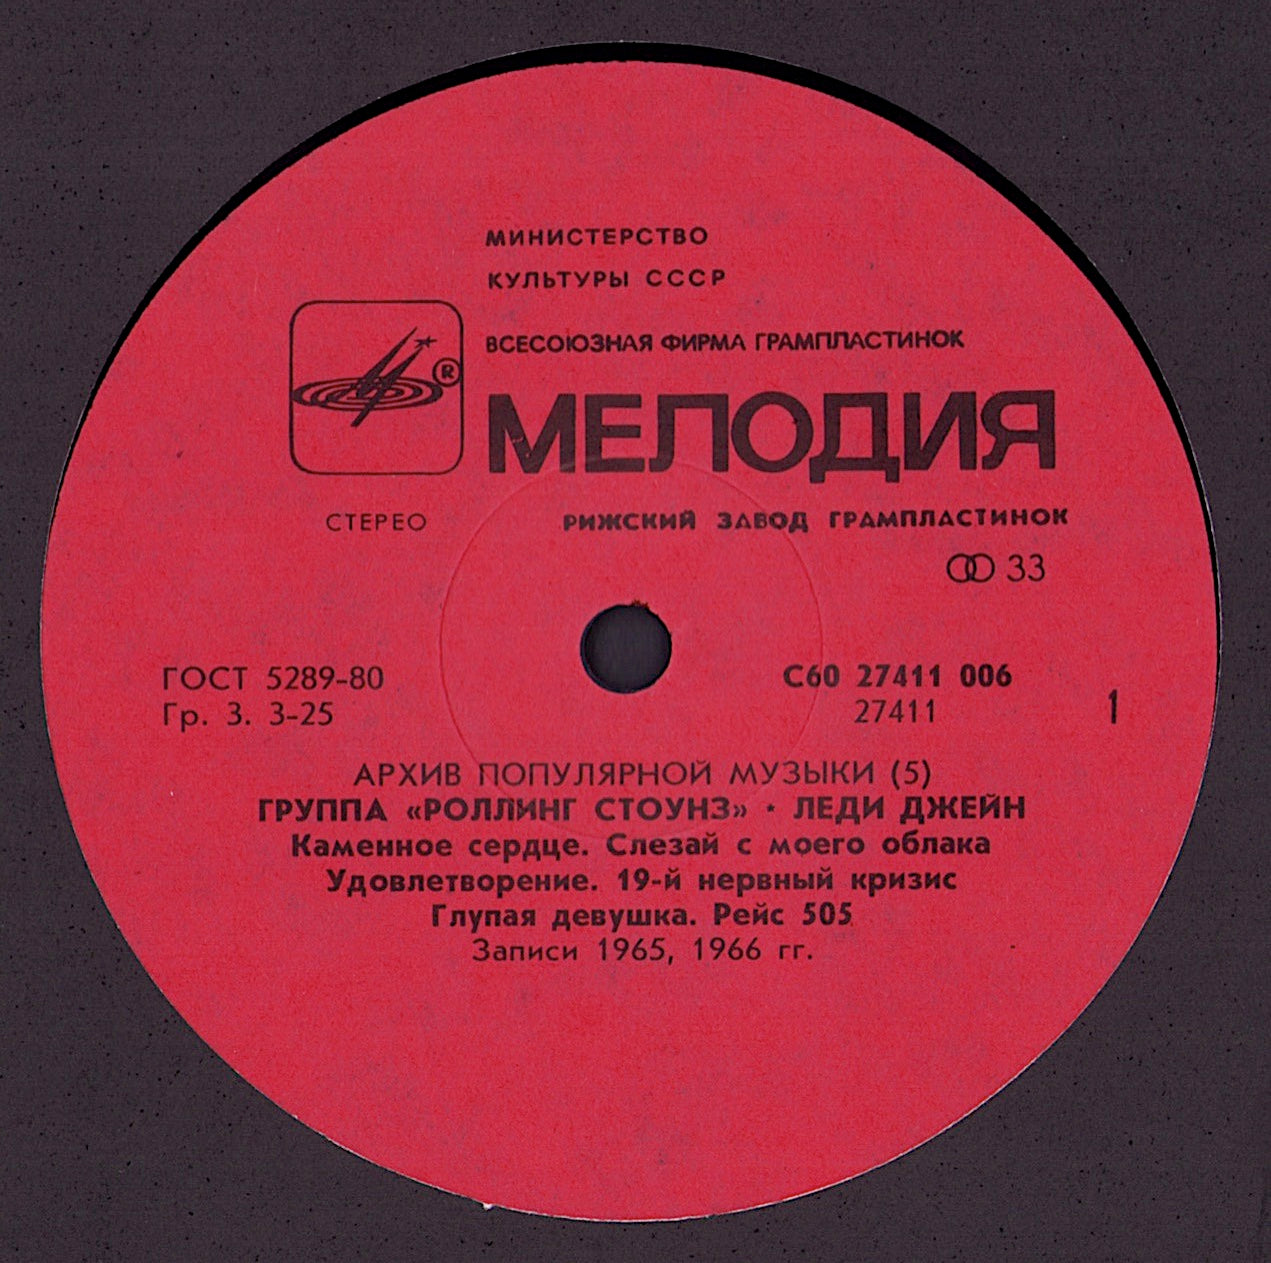 МИНИСТЕРСТВО
КУЛЬТУРЫ СССР
ВСЕСОЮЗНАЯ ФИРМА ГРАМПЛАСТИНОК
®
МЕЛОДИЯ
СТЕРЕО
РИЖСКИЙ ЗАВОД ГРАМПЛАСТИНОК
33
ГОСТ 5289-80
Гр. 3. 3-25
С60 27411 006
27411
1
АРХИВ ПОПУЛЯРНОЙ МУЗЫКИ (5)
ГРУППА «РОЛЛИНГ СТОУНЗ» · ЛЕДИ ДЖЕЙН
Каменное сердце. Слезай с моего облака
Удовлетворение. 19-й нервный кризис
Глупая девушка. Рейс 505
Записи 1965, 1966 гг.